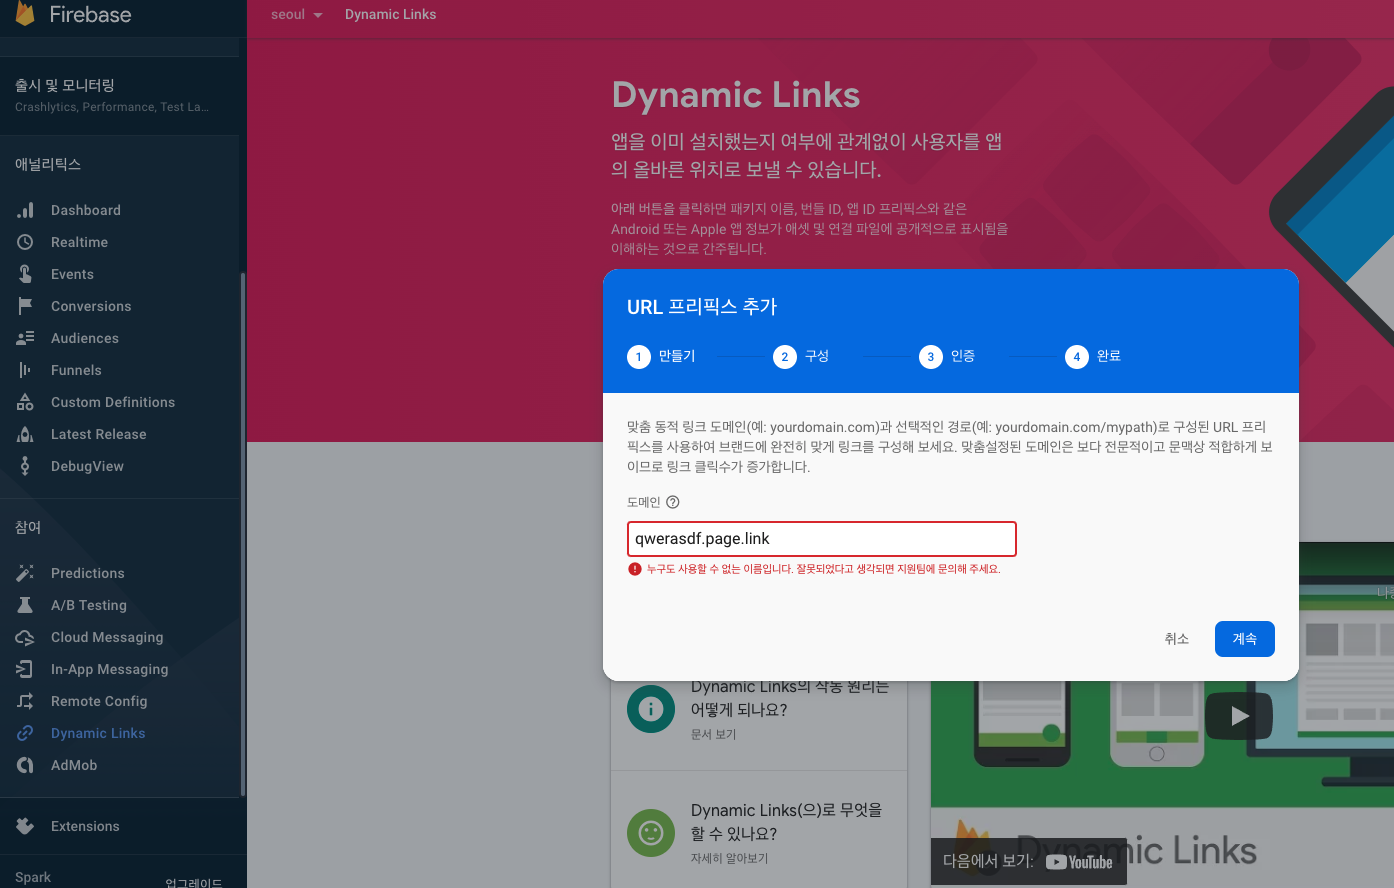 Firebase
출시 및 모니터링
Crashlytics, Performance, Test La...
애널리틱스
Dashboard
Realtime
Events
Conversions
Audiences
Funnels
Custom Definitions
Latest Release
DebugView
참여
Predictions
A/B Testing
Cloud Messaging
In-App Messaging
Remote Config
Dynamic Links
AdMob
Extensions
Spark
업그레이드
seoul
Dynamic Links
Dynamic Links
앱을 이미 설치했는지 여부에 관계없이 사용자를 앱
의 올바른 위치로 보낼 수 있습니다.
아래 버튼을 클릭하면 패키지 이름, 번들 ID, 앱 ID 프리픽스와 같은
Android 또는 Apple 앱 정보가 애셋 및 연결 파일에 공개적으로 표시됨을
이해하는 것으로 간주됩니다.
URL 프리픽스 추가
1 만들기
2 구성
3 인증
4 완료
맞춤 동적 링크 도메인(예: yourdomain.com)과 선택적인 경로(예: yourdomain.com/mypath)로 구성된 URL 프리
픽스를 사용하여 브랜드에 완전히 맞게 링크를 구성해 보세요. 맞춤설정된 도메인은 보다 전문적이고 문맥상 적합하게 보
이므로 링크 클릭수가 증가합니다.
도메인
qwerasdf.page.link
누구도 사용할 수 없는 이름입니다. 잘못되었다고 생각되면 지원팀에 문의해 주세요.
취소
계속
Dynamic Links의 작동 원리는
어떻게 되나요?
문서 보기
Dynamic Links(으)로 무엇을
할 수 있나요?
자세히 알아보기
Dynamic Links
다음에서 보기: YouTube